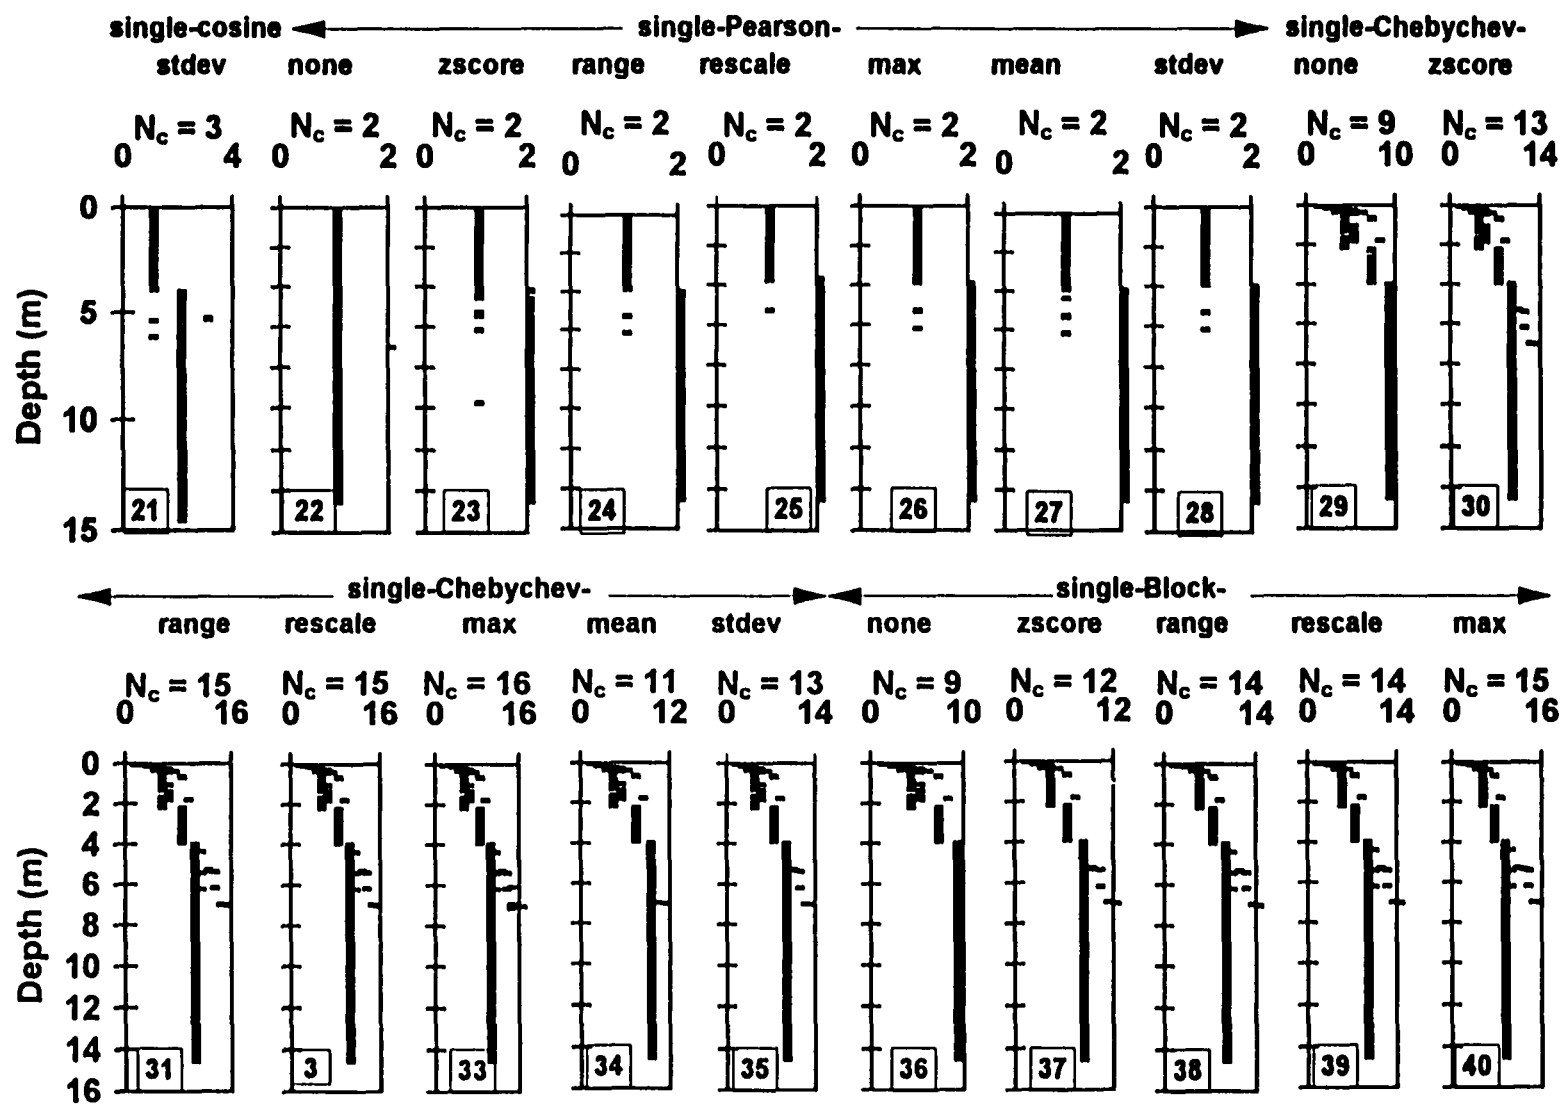 single-cosine single-Pearson- single-Chebychev-
stdev none zscore range rescale max mean stdev none zscore
Nc = 3 Nc = 2 Nc = 2 Nc = 2 Nc = 2 Nc = 2 Nc = 2 Nc = 2 Nc = 9 Nc = 13
0 4 0 2 0 2 0 2 0 2 0 2 0 2 0 2 0 10 0 14
0
5
10
15
Depth (m)
21 22 23 24 25 26 27 28 29 30
single-Chebychev- single-Block-
range rescale max mean stdev none zscore range rescale max
Nc = 15 Nc = 15 Nc = 16 Nc = 11 Nc = 13 Nc = 9 Nc = 12 Nc = 14 Nc = 14 Nc = 15
0 16 0 16 0 16 0 12 0 14 0 10 0 12 0 14 0 14 0 16
0
2
4
6
8
10
12
14
16
Depth (m)
31 3 33 34 35 36 37 38 39 40